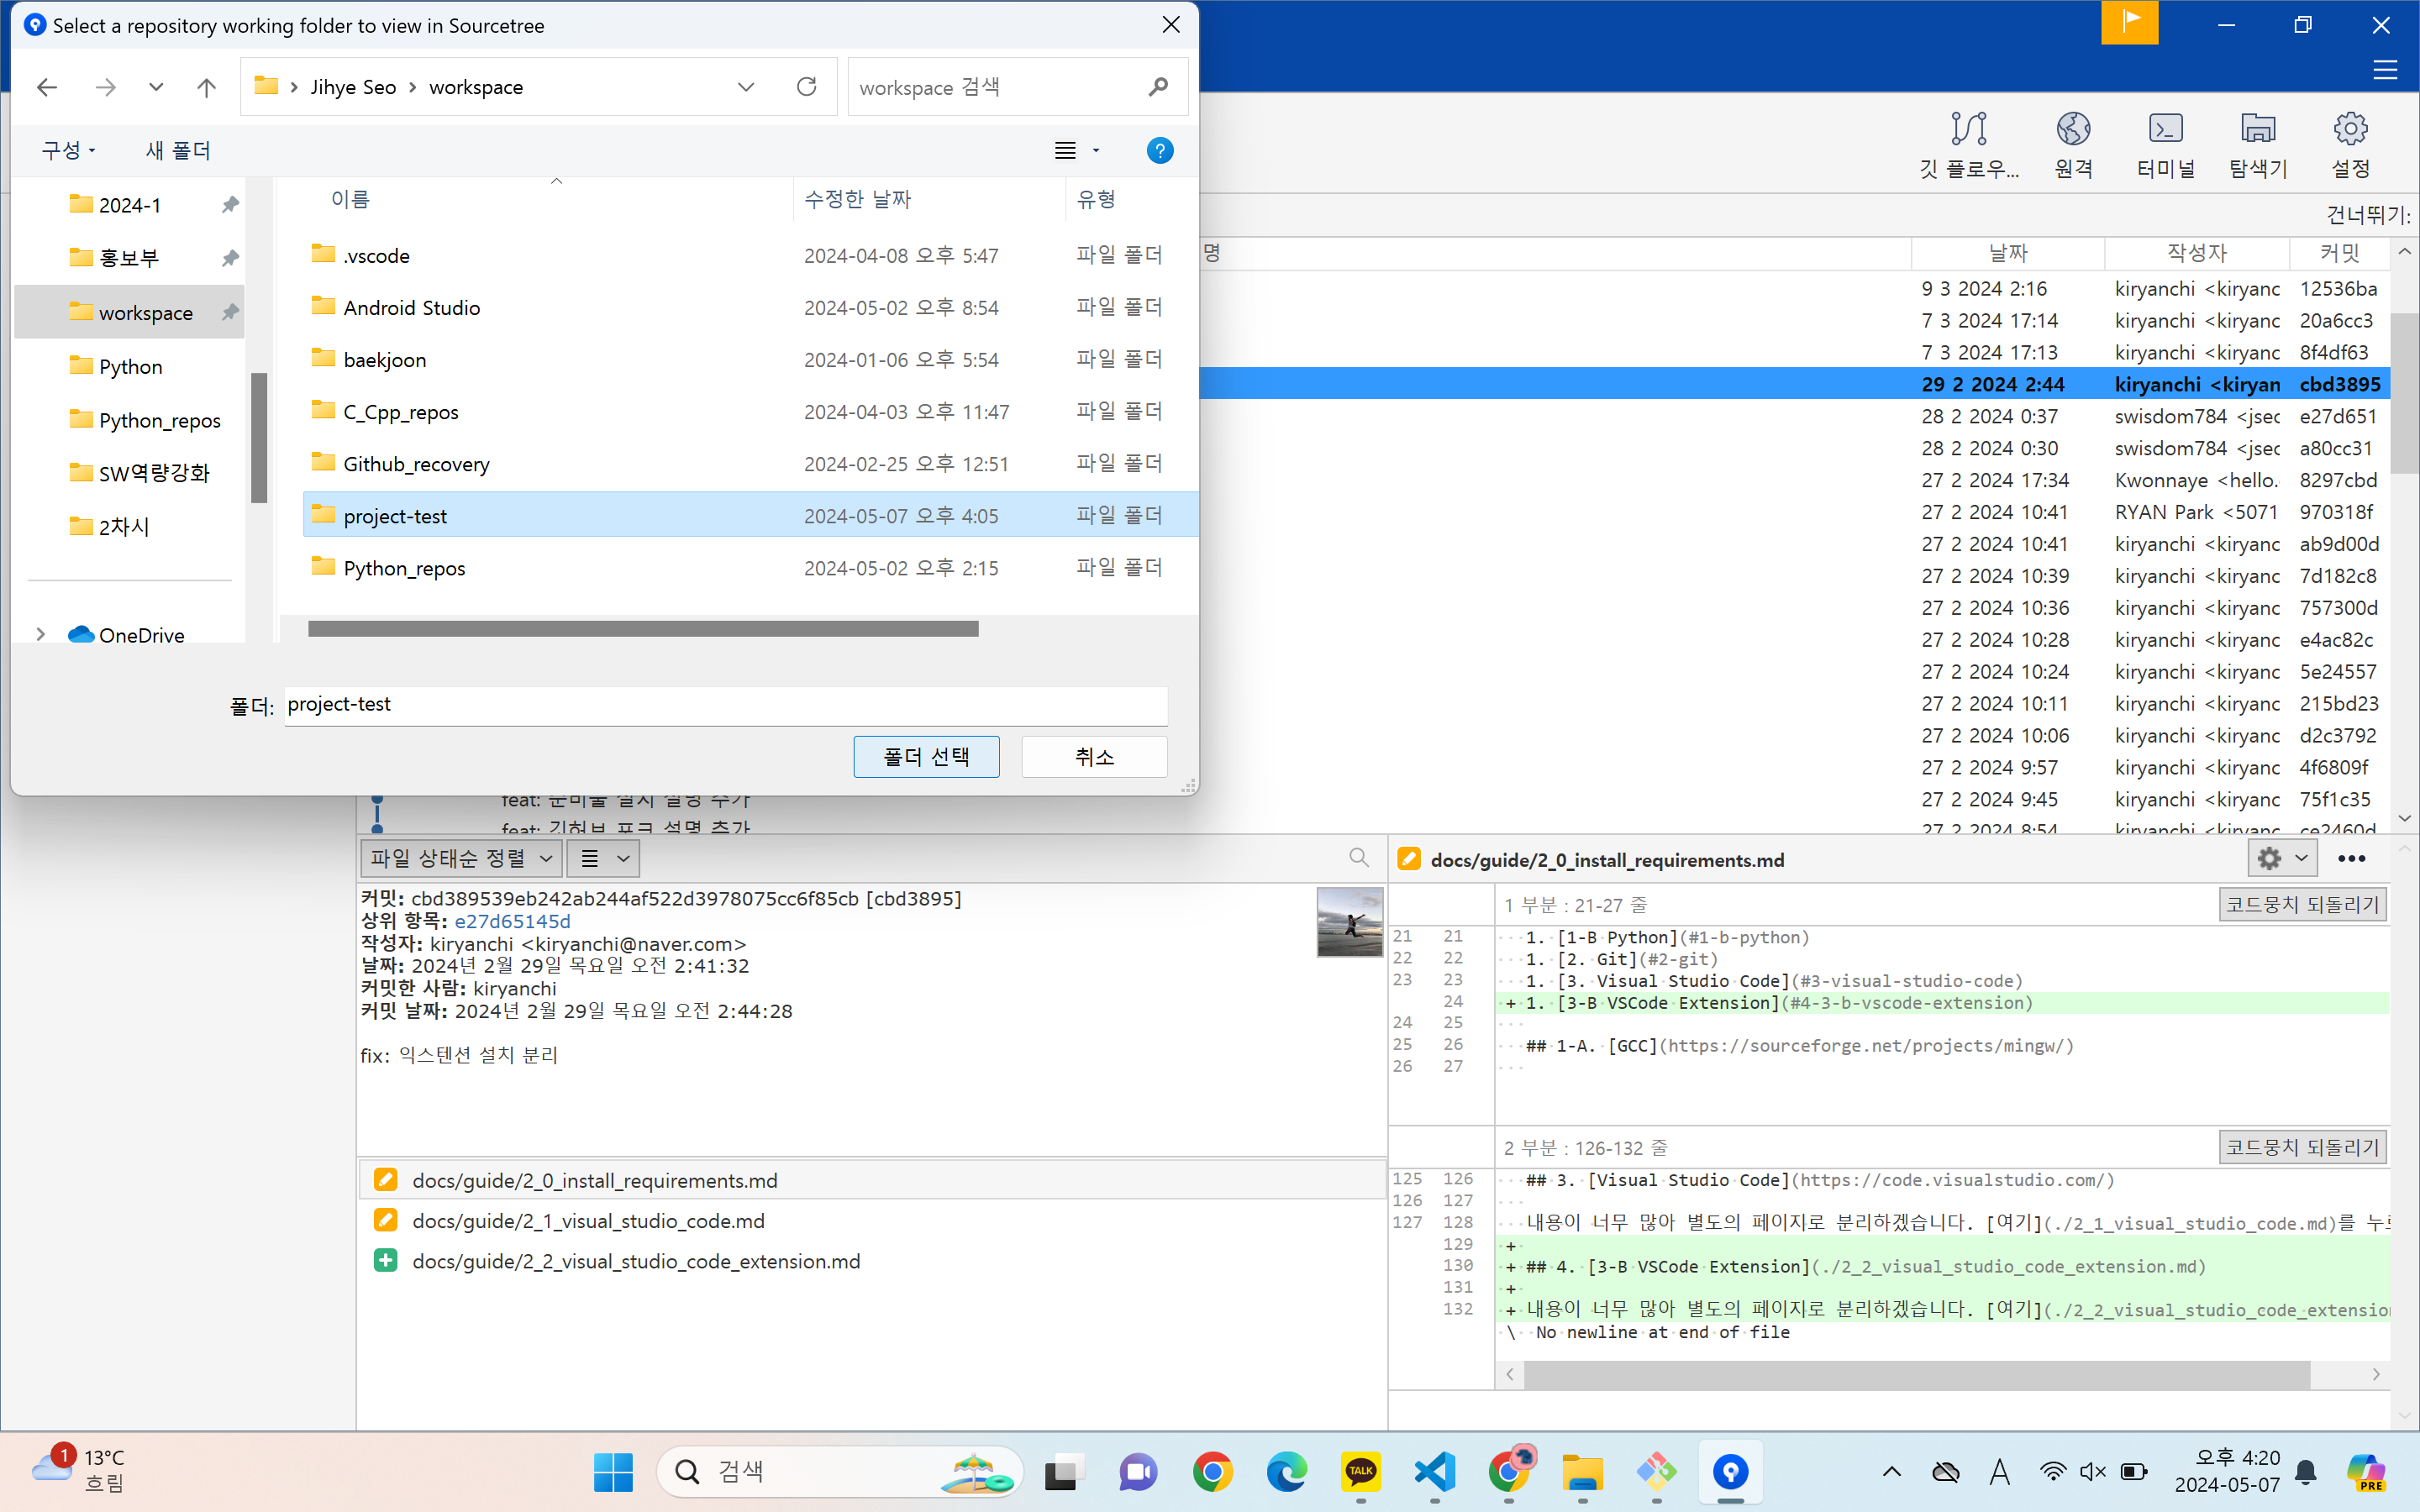 Select a repository working folder to view in Sourcetree
Jihye Seo
workspace
workspace 검색
구성
새 폴더
2024-1
홍보부
workspace
Python
Python_repos
SW역량강화
2차시
OneDrive
이름
수정한 날짜
유형
.vscode
2024-04-08 오후 5:47
파일 폴더
Android Studio
2024-05-02 오후 8:54
파일 폴더
baekjoon
2024-01-06 오후 5:54
파일 폴더
C_Cpp_repos
2024-04-03 오후 11:47
파일 폴더
Github_recovery
2024-02-25 오후 12:51
파일 폴더
project-test
2024-05-07 오후 4:05
파일 폴더
Python_repos
2024-05-02 오후 2:15
파일 폴더
폴더:
project-test
폴더 선택
취소
깃 플로우...
원격
터미널
탐색기
설정
건너뛰기:
명
날짜
작성자
커밋
9 3 2024 2:16 kiryanchi <kiryanc 12536ba
7 3 2024 17:14 kiryanchi <kiryanc 20a6cc3
7 3 2024 17:13 kiryanchi <kiryanc 8f4df63
29 2 2024 2:44 kiryanchi <kiryan cbd3895
28 2 2024 0:37 swisdom784 <jsec e27d651
28 2 2024 0:30 swisdom784 <jsec a80cc31
27 2 2024 17:34 Kwonnaye <hello. 8297cbd
27 2 2024 10:41 RYAN Park <5071 970318f
27 2 2024 10:41 kiryanchi <kiryanc ab9d00d
27 2 2024 10:39 kiryanchi <kiryanc 7d182c8
27 2 2024 10:36 kiryanchi <kiryanc 757300d
27 2 2024 10:28 kiryanchi <kiryanc e4ac82c
27 2 2024 10:24 kiryanchi <kiryanc 5e24557
27 2 2024 10:11 kiryanchi <kiryanc 215bd23
27 2 2024 10:06 kiryanchi <kiryanc d2c3792
27 2 2024 9:57 kiryanchi <kiryanc 4f6809f
feat: 준비물 설치 설명 추가
27 2 2024 9:45 kiryanchi <kiryanc 75f1c35
feat: 깃허브 포크 설명 추가
27 2 2024 8:54 kiryanchi <kiryanc ce2460d
파일 상태순 정렬
커밋: cbd389539eb242ab244af522d3978075cc6f85cb [cbd3895]
상위 항목: e27d65145d
작성자: kiryanchi <kiryanchi@naver.com>
날짜: 2024년 2월 29일 목요일 오전 2:41:32
커밋한 사람: kiryanchi
커밋 날짜: 2024년 2월 29일 목요일 오전 2:44:28
fix: 익스텐션 설치 분리
docs/guide/2_0_install_requirements.md
docs/guide/2_1_visual_studio_code.md
docs/guide/2_2_visual_studio_code_extension.md
docs/guide/2_0_install_requirements.md
1 부분 : 21-27 줄
코드뭉치 되돌리기
21 21 1. [1-B Python](#1-b-python)
22 22 1. [2. Git](#2-git)
23 23 1. [3. Visual Studio Code](#3-visual-studio-code)
24 + 1. [3-B VSCode Extension](#4-3-b-vscode-extension)
24 25
25 26 ## 1-A. [GCC](https://sourceforge.net/projects/mingw/)
26 27
2 부분 : 126-132 줄
코드뭉치 되돌리기
125 126 ## 3. [Visual Studio Code](https://code.visualstudio.com/)
126 127
127 128 내용이 너무 많아 별도의 페이지로 분리하겠습니다. [여기](./2_1_visual_studio_code.md)를 누르
129 +
130 + ## 4. [3-B VSCode Extension](./2_2_visual_studio_code_extension.md)
131 +
132 + 내용이 너무 많아 별도의 페이지로 분리하겠습니다. [여기](./2_2_visual_studio_code_extension
\ No newline at end of file
1
13°C
흐림
검색
TALK
A
오후 4:20
2024-05-07
PRE